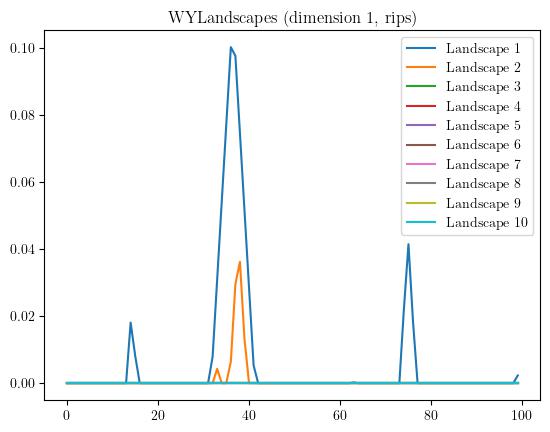 WYLandscapes (dimension 1, rips)
0.10
0.08
0.06
0.04
0.02
0.00
0
20
40
60
80
100
Landscape 1
Landscape 2
Landscape 3
Landscape 4
Landscape 5
Landscape 6
Landscape 7
Landscape 8
Landscape 9
Landscape 10